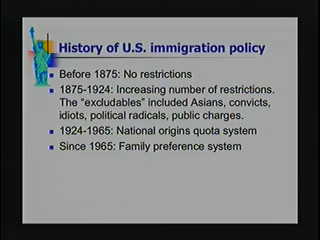 History of U.S. immigration policy
Before 1875: No restrictions
1875-1924: Increasing number of restrictions.
The “excludables” included Asians, convicts,
idiots, political radicals, public charges.
1924-1965: National origins quota system
Since 1965: Family preference system